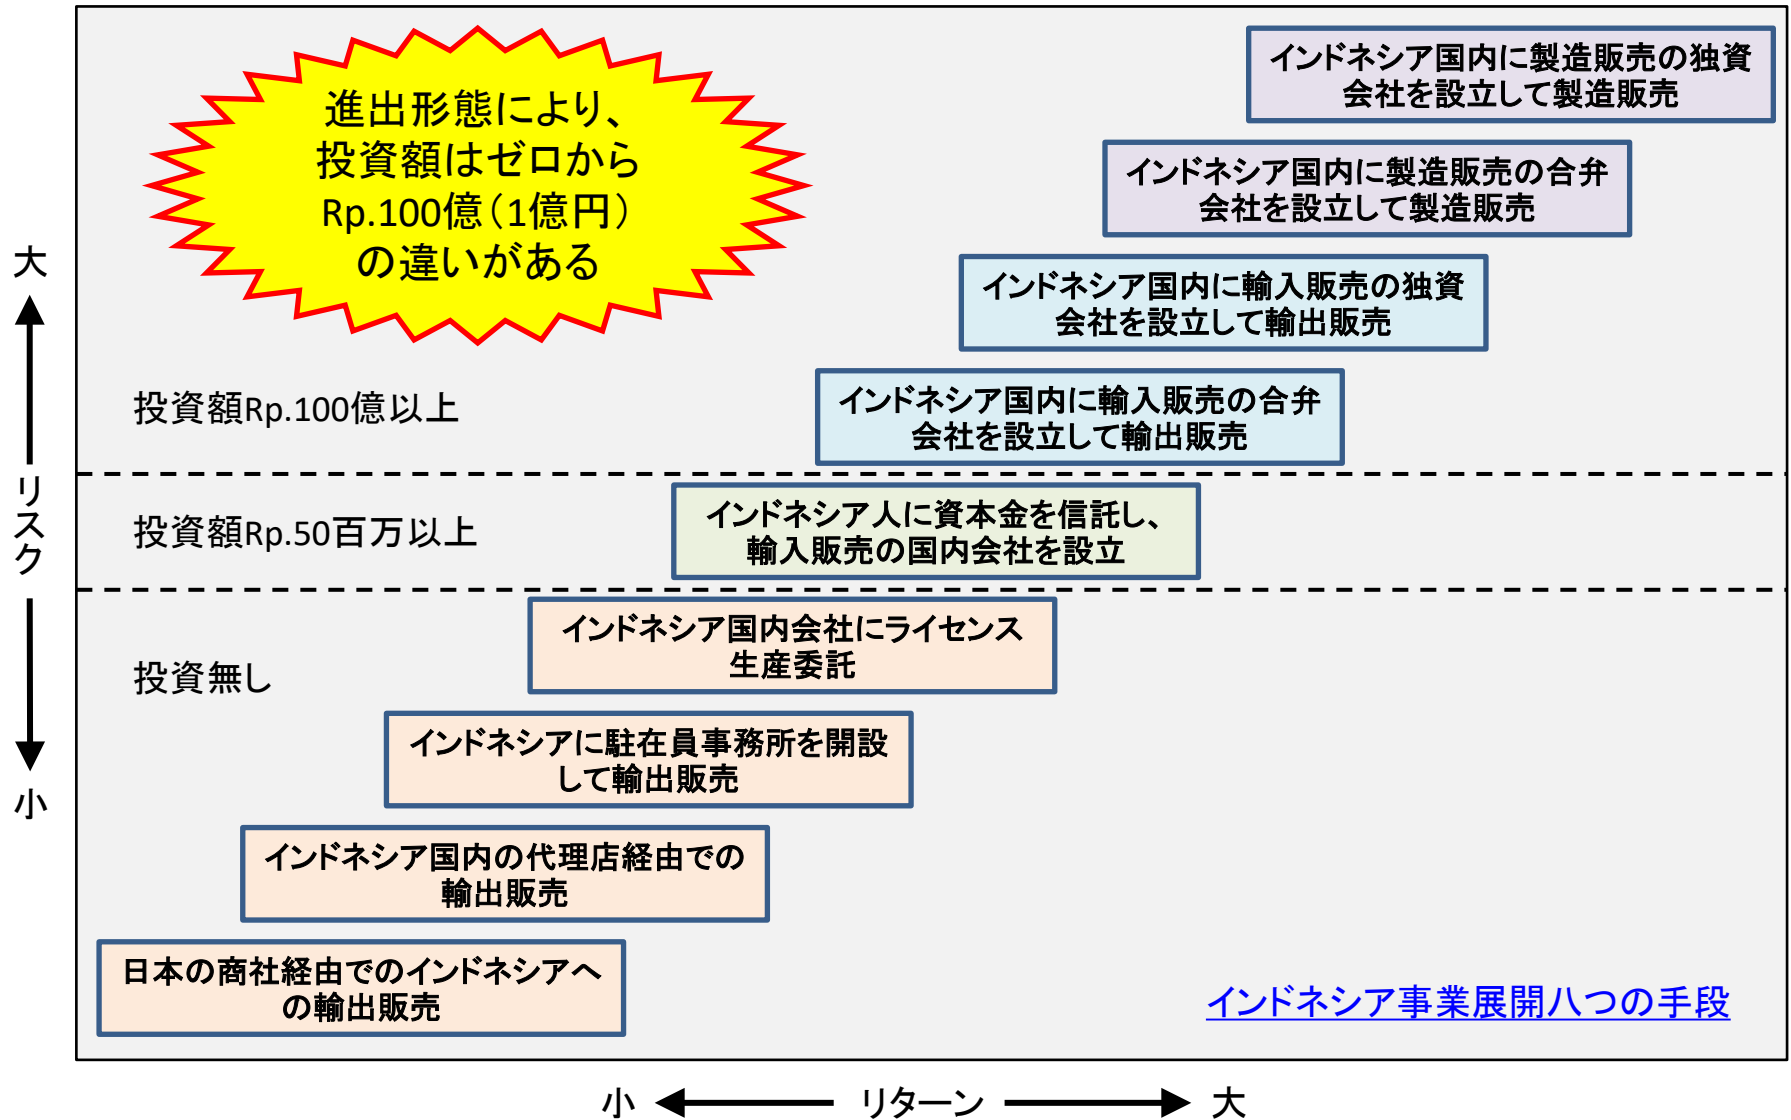 進出形態により、
投資額はゼロから
Rp.100億（1億円）
の違いがある
インドネシア国内に製造販売の独資
会社を設立して製造販売
インドネシア国内に製造販売の合弁
会社を設立して製造販売
インドネシア国内に輸入販売の独資
会社を設立して輸出販売
投資額Rp.100億以上
インドネシア国内に輸入販売の合弁
会社を設立して輸出販売
投資額Rp.50百万以上
インドネシア人に資本金を信託し、
輸入販売の国内会社を設立
投資無し
インドネシア国内会社にライセンス
生産委託
インドネシアに駐在員事務所を開設
して輸出販売
インドネシア国内の代理店経由での
輸出販売
日本の商社経由でのインドネシアへ
の輸出販売
インドネシア事業展開八つの手段
大
リスク
小
小
リターン
大